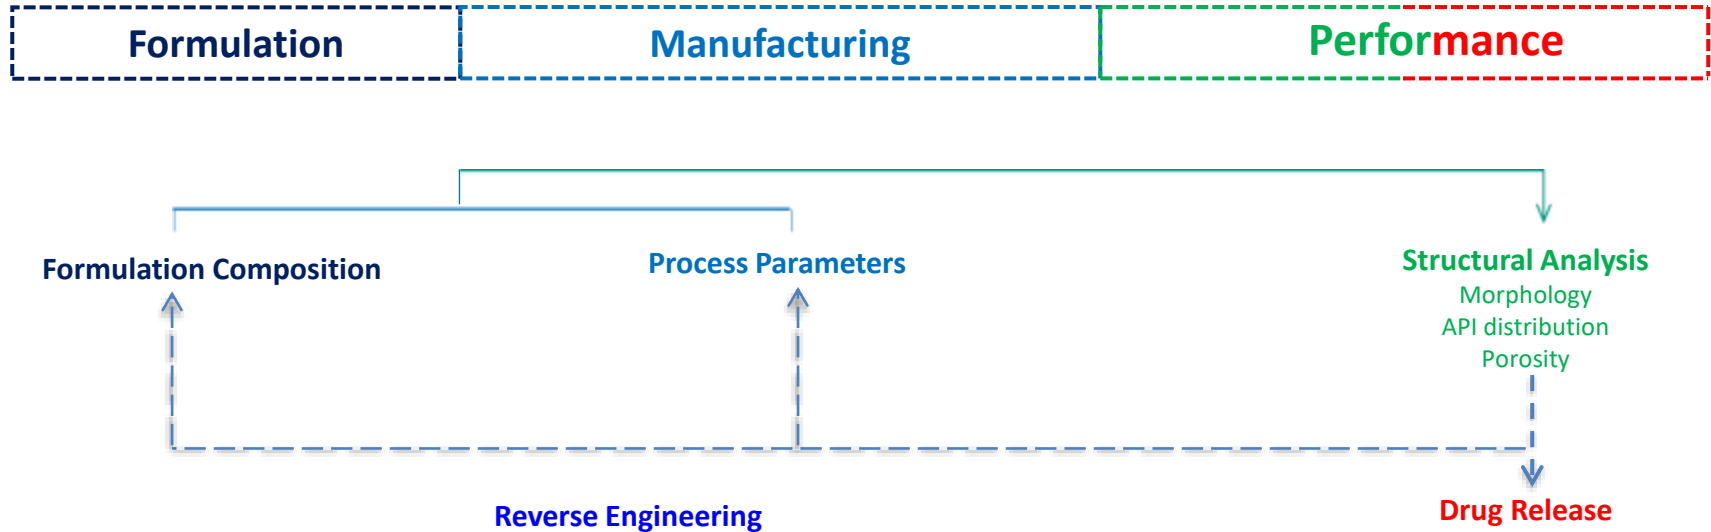 Formulation
Manufacturing
Performance
Formulation Composition
Process Parameters
Structural Analysis
Morphology
API distribution
Porosity
Reverse Engineering
Drug Release